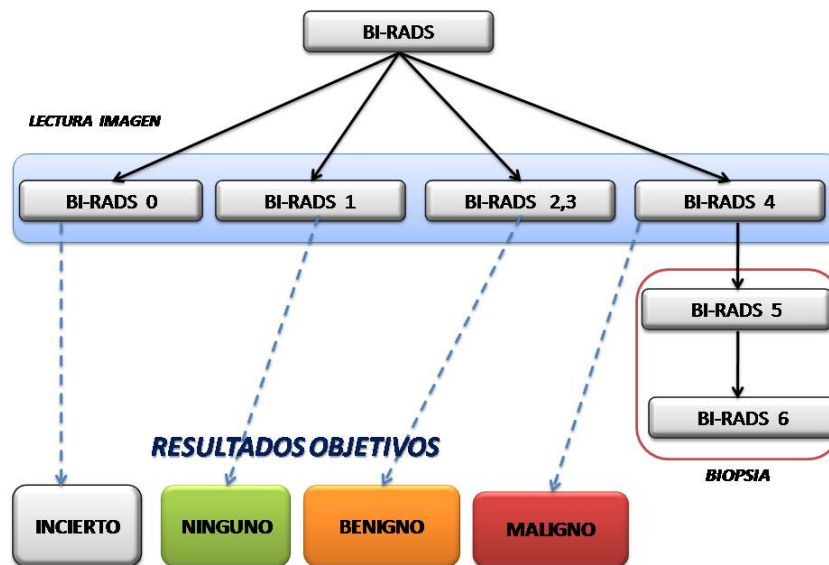 BI-RADS
LECTURA IMAGEN
BI-RADS 0
BI-RADS 1
BI-RADS 2,3
BI-RADS 4
BI-RADS 5
BI-RADS 6
BIOPSIA
RESULTADOS OBJETIVOS
INCIERTO
NINGUNO
BENIGNO
MALIGNO